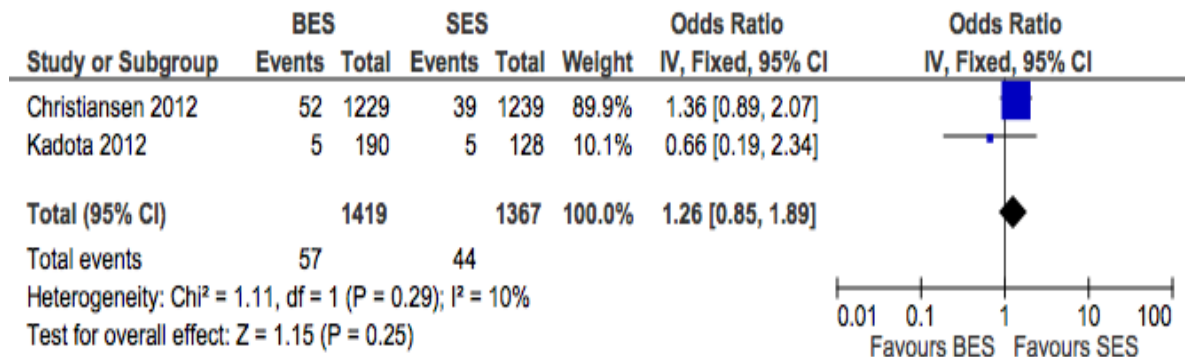 BES SES Odds Ratio Odds Ratio
Study or Subgroup Events Total Events Total Weight IV, Fixed, 95% CI IV, Fixed, 95% CI
Christiansen 2012 52 1229 39 1239 89.9% 1.36 [0.89, 2.07]
Kadota 2012 5 190 5 128 10.1% 0.66 [0.19, 2.34]
Total (95% CI) 1419 1367 100.0% 1.26 [0.85, 1.89]
Total events 57 44
Heterogeneity: Chi² = 1.11, df = 1 (P = 0.29); I² = 10%
Test for overall effect: Z = 1.15 (P = 0.25)
0.01 0.1 1 10 100
Favours BES Favours SES